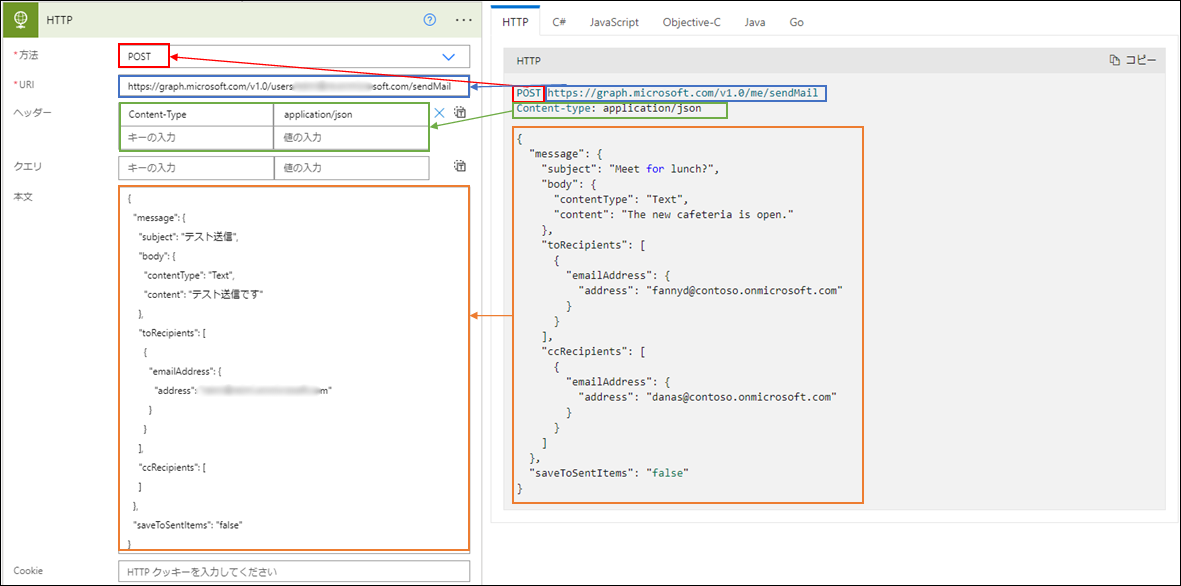 HTTP
*方法
POST
*URI
https://graph.microsoft.com/v1.0/users soft.com/sendMail
ヘッダー
Content-Type application/json
キーの入力 値の入力
クエリ
キーの入力 値の入力
本文
{
"message": {
"subject": "テスト送信",
"body": {
"contentType": "Text",
"content": "テスト送信です"
},
"toRecipients": [
{
"emailAddress": {
"address": m"
}
}
],
"ccRecipients": [
]
},
"saveToSentItems": "false"
}
Cookie
HTTP クッキーを入力してください
HTTP C# JavaScript Objective-C Java Go
HTTP コピー
POST https://graph.microsoft.com/v1.0/me/sendMail
Content-type: application/json
{
"message": {
"subject": "Meet for lunch?",
"body": {
"contentType": "Text",
"content": "The new cafeteria is open."
},
"toRecipients": [
{
"emailAddress": {
"address": "fannyd@contoso.onmicrosoft.com"
}
}
],
"ccRecipients": [
{
"emailAddress": {
"address": "danas@contoso.onmicrosoft.com"
}
}
]
},
"saveToSentItems": "false"
}